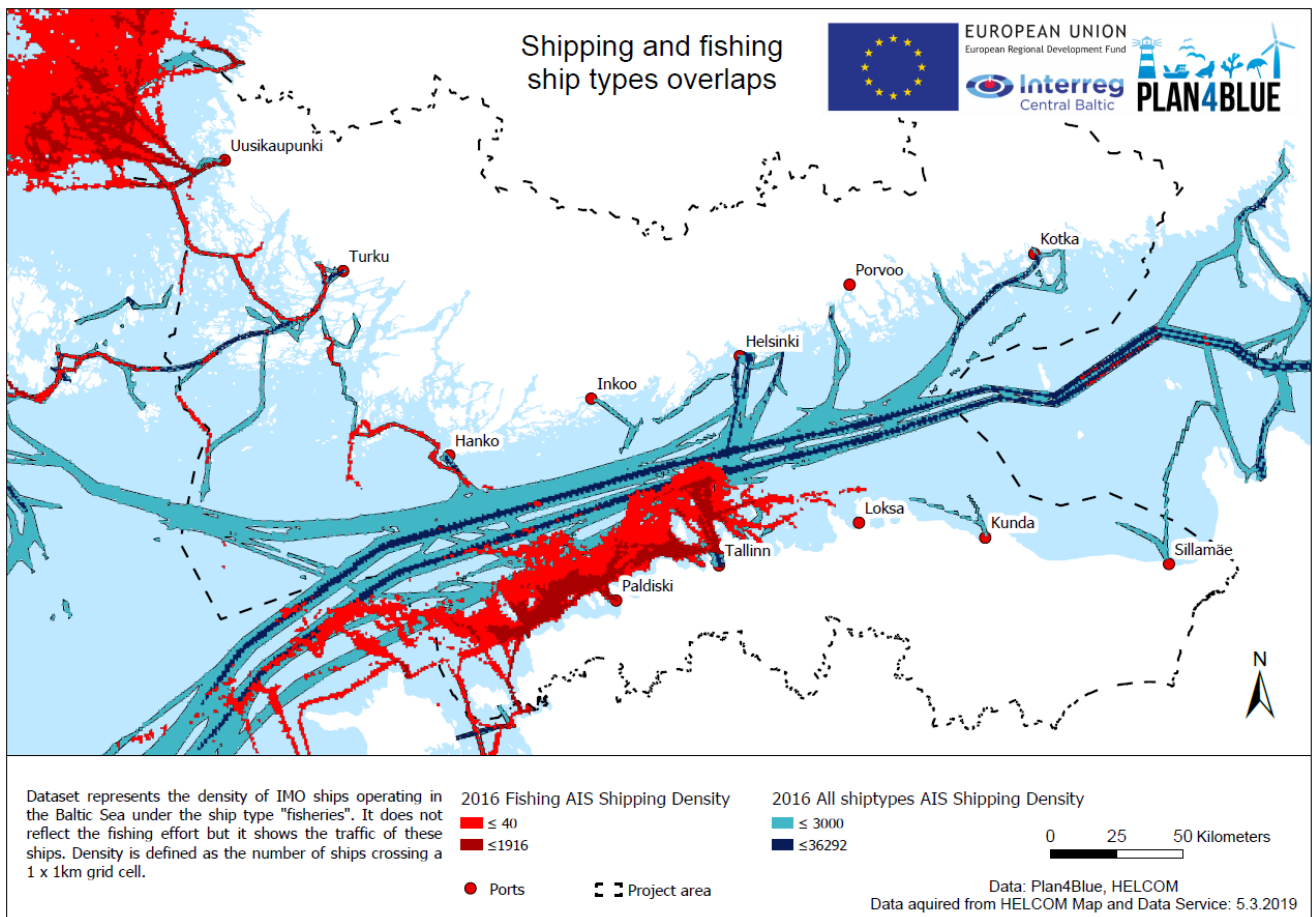 Shipping and fishing
ship types overlaps
EUROPEAN UNION
European Regional Development Fund
Interreg
Central Baltic
PLAN4BLUE
Uusikaupunki
Turku
Kotka
Porvoo
Helsinki
Inkoo
Hanko
Loksa
Kunda
Tallinn
Sillamäe
Paldiski
N
Dataset represents the density of IMO ships operating in
the Baltic Sea under the ship type "fisheries". It does not
reflect the fishing effort but it shows the traffic of these
ships. Density is defined as the number of ships crossing a
1 x 1km grid cell.
2016 Fishing AIS Shipping Density
≤ 40
≤1916
Ports
Project area
2016 All shiptypes AIS Shipping Density
≤ 3000
≤36292
0 25 50 Kilometers
Data: Plan4Blue, HELCOM
Data aquired from HELCOM Map and Data Service: 5.3.2019